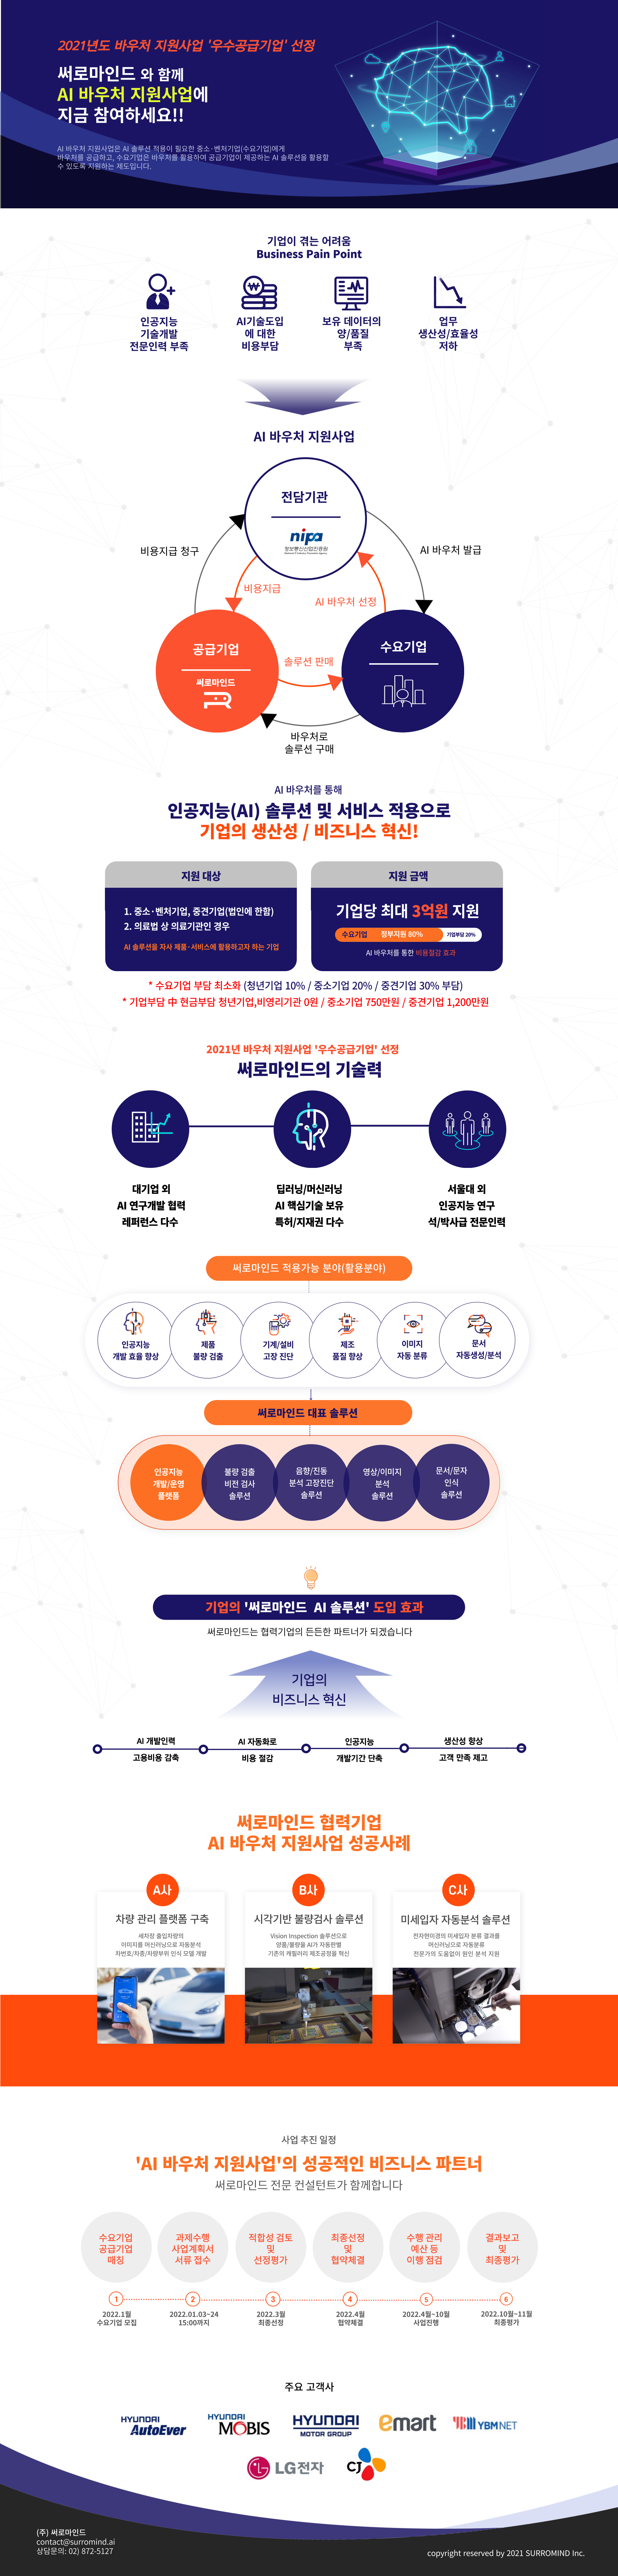 2021년도 바우처 지원사업 '우수공급기업' 선정
써로마인드 와 함께
AI 바우처 지원사업에
지금 참여하세요!!
AI 바우처 지원사업은 AI 솔루션 적용이 필요한 중소·벤처기업(수요기업)에게
바우처를 공급하고, 수요기업은 바우처를 활용하여 공급기업이 제공하는 AI 솔루션을 활용할
수 있도록 지원하는 제도입니다.
기업이 겪는 어려움
Business Pain Point
인공지능
기술개발
전문인력 부족
AI기술도입
에 대한
비용부담
보유 데이터의
양/품질
부족
업무
생산성/효율성
저하
AI 바우처 지원사업
전담기관
nipa
정보통신산업진흥원
비용지급 청구
AI 바우처 발급
비용지급
AI 바우처 선정
공급기업
써로마인드
솔루션 판매
수요기업
바우처로
솔루션 구매
AI 바우처를 통해
인공지능(AI) 솔루션 및 서비스 적용으로
기업의 생산성 / 비즈니스 혁신!
지원 대상
1. 중소·벤처기업, 중견기업(법인에 한함)
2. 의료법 상 의료기관인 경우
AI 솔루션을 자사 제품·서비스에 활용하고자 하는 기업
지원 금액
기업당 최대 3억원 지원
수요기업 정부지원 80% 기업부담 20%
AI 바우처를 통한 비용절감 효과
* 수요기업 부담 최소화 (청년기업 10% / 중소기업 20% / 중견기업 30% 부담)
* 기업부담 中 현금부담 청년기업,비영리기관 0원 / 중소기업 750만원 / 중견기업 1,200만원
2021년 바우처 지원사업 '우수공급기업' 선정
써로마인드의 기술력
대기업 외
AI 연구개발 협력
레퍼런스 다수
딥러닝/머신러닝
AI 핵심기술 보유
특허/지재권 다수
서울대 외
인공지능 연구
석/박사급 전문인력
써로마인드 적용가능 분야(활용분야)
인공지능
개발 효율 향상
제품
불량 검출
기계/설비
고장 진단
제조
품질 향상
이미지
자동 분류
문서
자동생성/분석
써로마인드 대표 솔루션
인공지능
개발/운영
플랫폼
불량 검출
비전 검사
솔루션
음향/진동
분석 고장진단
솔루션
영상/이미지
분석
솔루션
문서/문자
인식
솔루션
기업의 '써로마인드 AI 솔루션' 도입 효과
써로마인드는 협력기업의 든든한 파트너가 되겠습니다
기업의
비즈니스 혁신
AI 개발인력
고용비용 감축
AI 자동화로
비용 절감
인공지능
개발기간 단축
생산성 향상
고객 만족 제고
써로마인드 협력기업
AI 바우처 지원사업 성공사례
A사
차량 관리 플랫폼 구축
세차장 출입차량의
이미지를 머신러닝으로 자동분석
차번호/차종/차량부위 인식 모델 개발
B사
시각기반 불량검사 솔루션
Vision Inspection 솔루션으로
양품/불량을 AI가 자동판별
기존의 캐필러리 제조공정을 혁신
C사
미세입자 자동분석 솔루션
전자현미경의 미세입자 분류 결과를
머신러닝으로 자동분류
전문가의 도움없이 원인 분석 지원
사업 추진 일정
'AI 바우처 지원사업'의 성공적인 비즈니스 파트너
써로마인드 전문 컨설턴트가 함께합니다
수요기업
공급기업
매칭
과제수행
사업계획서
서류 접수
적합성 검토
및
선정평가
최종선정
및
협약체결
수행 관리
예산 등
이행 점검
결과보고
및
최종평가
1 2 3 4 5 6
2022.1월
수요기업 모집
2022.01.03~24
15:00까지
2022.3월
최종선정
2022.4월
협약체결
2022.4월~10월
사업진행
2022.10월~11월
최종평가
주요 고객사
HYUNDAI
AutoEver
HYUNDAI
MOBIS
HYUNDAI
MOTOR GROUP
emart
YBM NET
LG전자
CJ
(주) 써로마인드
contact@surromind.ai
상담문의: 02) 872-5127
copyright reserved by 2021 SURROMIND Inc.